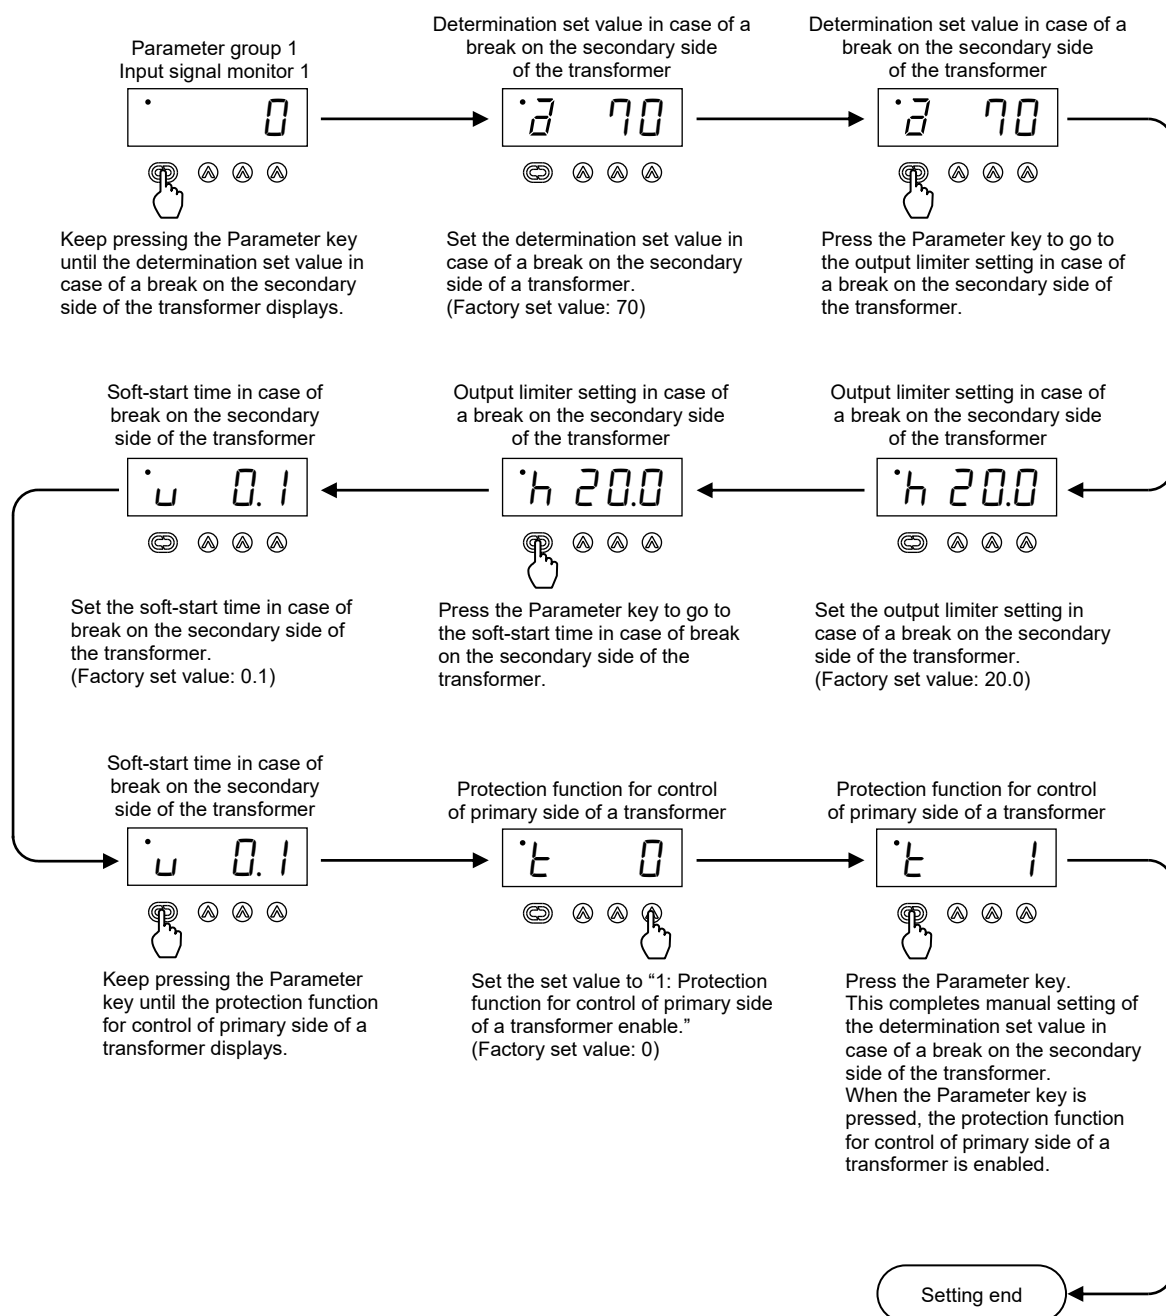 Parameter group 1
Input signal monitor 1
0
Keep pressing the Parameter key
until the determination set value in
case of a break on the secondary
side of the transformer displays.
Determination set value in case of a
break on the secondary side
of the transformer
d 70
Set the determination set value in
case of a break on the secondary
side of a transformer.
(Factory set value: 70)
Determination set value in case of a
break on the secondary side
of the transformer
d 70
Press the Parameter key to go to
the output limiter setting in case of
a break on the secondary side of
the transformer.
Output limiter setting in case of
a break on the secondary side
of the transformer
h 20.0
Set the output limiter setting in
case of a break on the secondary
side of the transformer.
(Factory set value: 20.0)
Output limiter setting in case of
a break on the secondary side
of the transformer
h 20.0
Press the Parameter key to go to
the soft-start time in case of break
on the secondary side of the
transformer.
Soft-start time in case of
break on the secondary
side of the transformer
u 0.1
Set the soft-start time in case of
break on the secondary side of
the transformer.
(Factory set value: 0.1)
Soft-start time in case of
break on the secondary
side of the transformer
u 0.1
Keep pressing the Parameter
key until the protection function
for control of primary side of a
transformer displays.
Protection function for control
of primary side of a transformer
t 0
Set the set value to “1: Protection
function for control of primary side
of a transformer enable.”
(Factory set value: 0)
Protection function for control
of primary side of a transformer
t 1
Press the Parameter key.
This completes manual setting of
the determination set value in
case of a break on the secondary
side of the transformer.
When the Parameter key is
pressed, the protection function
for control of primary side of a
transformer is enabled.
Setting end